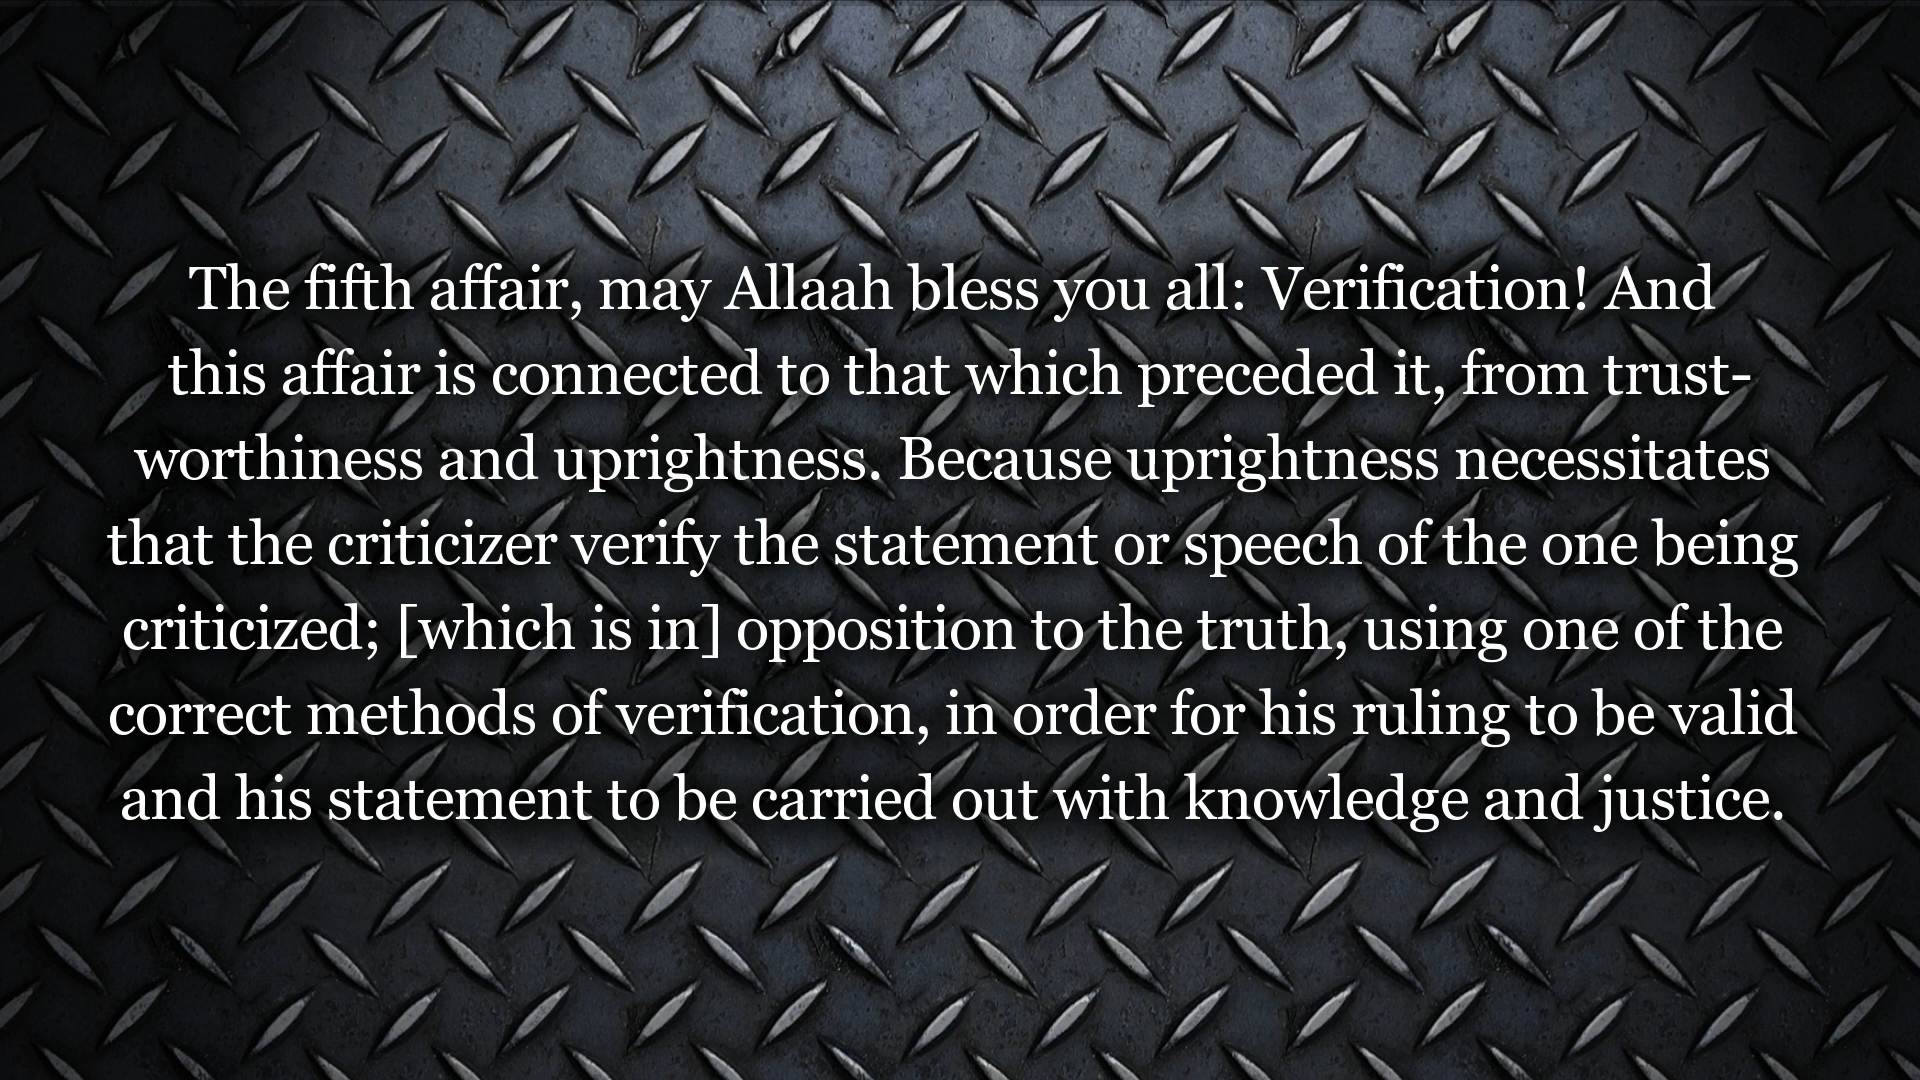 The fifth affair, may Allaah bless you all: Verification! And
this affair is connected to that which preceded it, from trust-
worthiness and uprightness. Because uprightness necessitates
that the criticizer verify the statement or speech of the one being
criticized; [which is in] opposition to the truth, using one of the
correct methods of verification, in order for his ruling to be valid
and his statement to be carried out with knowledge and justice.